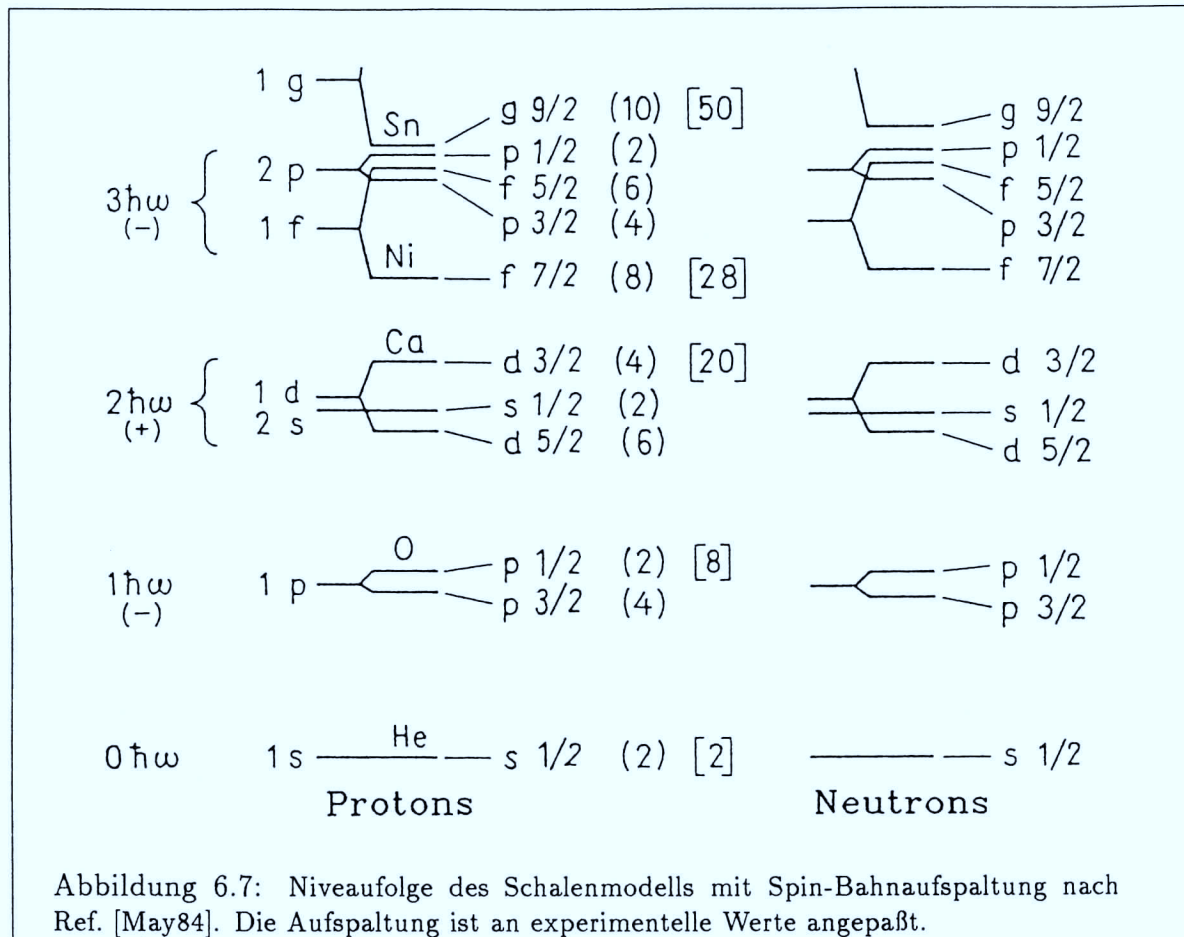 1 g
Sn
g 9/2 (10) [50]
g 9/2
p 1/2 (2)
p 1/2
3ħω
(−)
2 p
f 5/2 (6)
f 5/2
1 f
p 3/2 (4)
p 3/2
Ni
f 7/2 (8) [28]
f 7/2
Ca
d 3/2 (4) [20]
d 3/2
2ħω
(+)
1 d
2 s
s 1/2 (2)
s 1/2
d 5/2 (6)
d 5/2
O
1ħω
(−)
1 p
p 1/2 (2) [8]
p 1/2
p 3/2 (4)
p 3/2
He
0ħω
1 s
s 1/2 (2) [2]
s 1/2
Protons
Neutrons
Abbildung 6.7: Niveaufolge des Schalenmodells mit Spin-Bahnaufspaltung nach
Ref. [May84]. Die Aufspaltung ist an experimentelle Werte angepaßt.